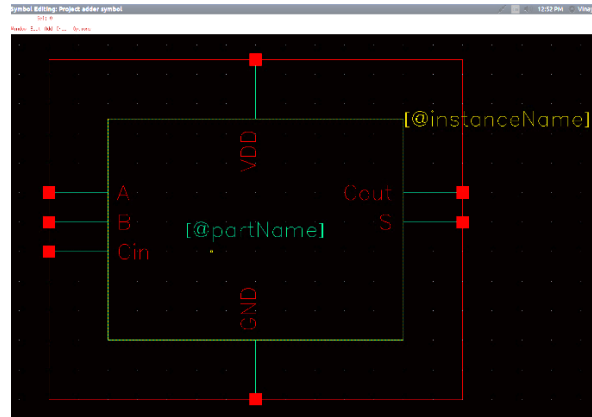 Symbol Editing: Project adder symbol
12:52 PM
[@instanceName]
VDD
A
Cout
B
S
[@partName]
Cin
GND